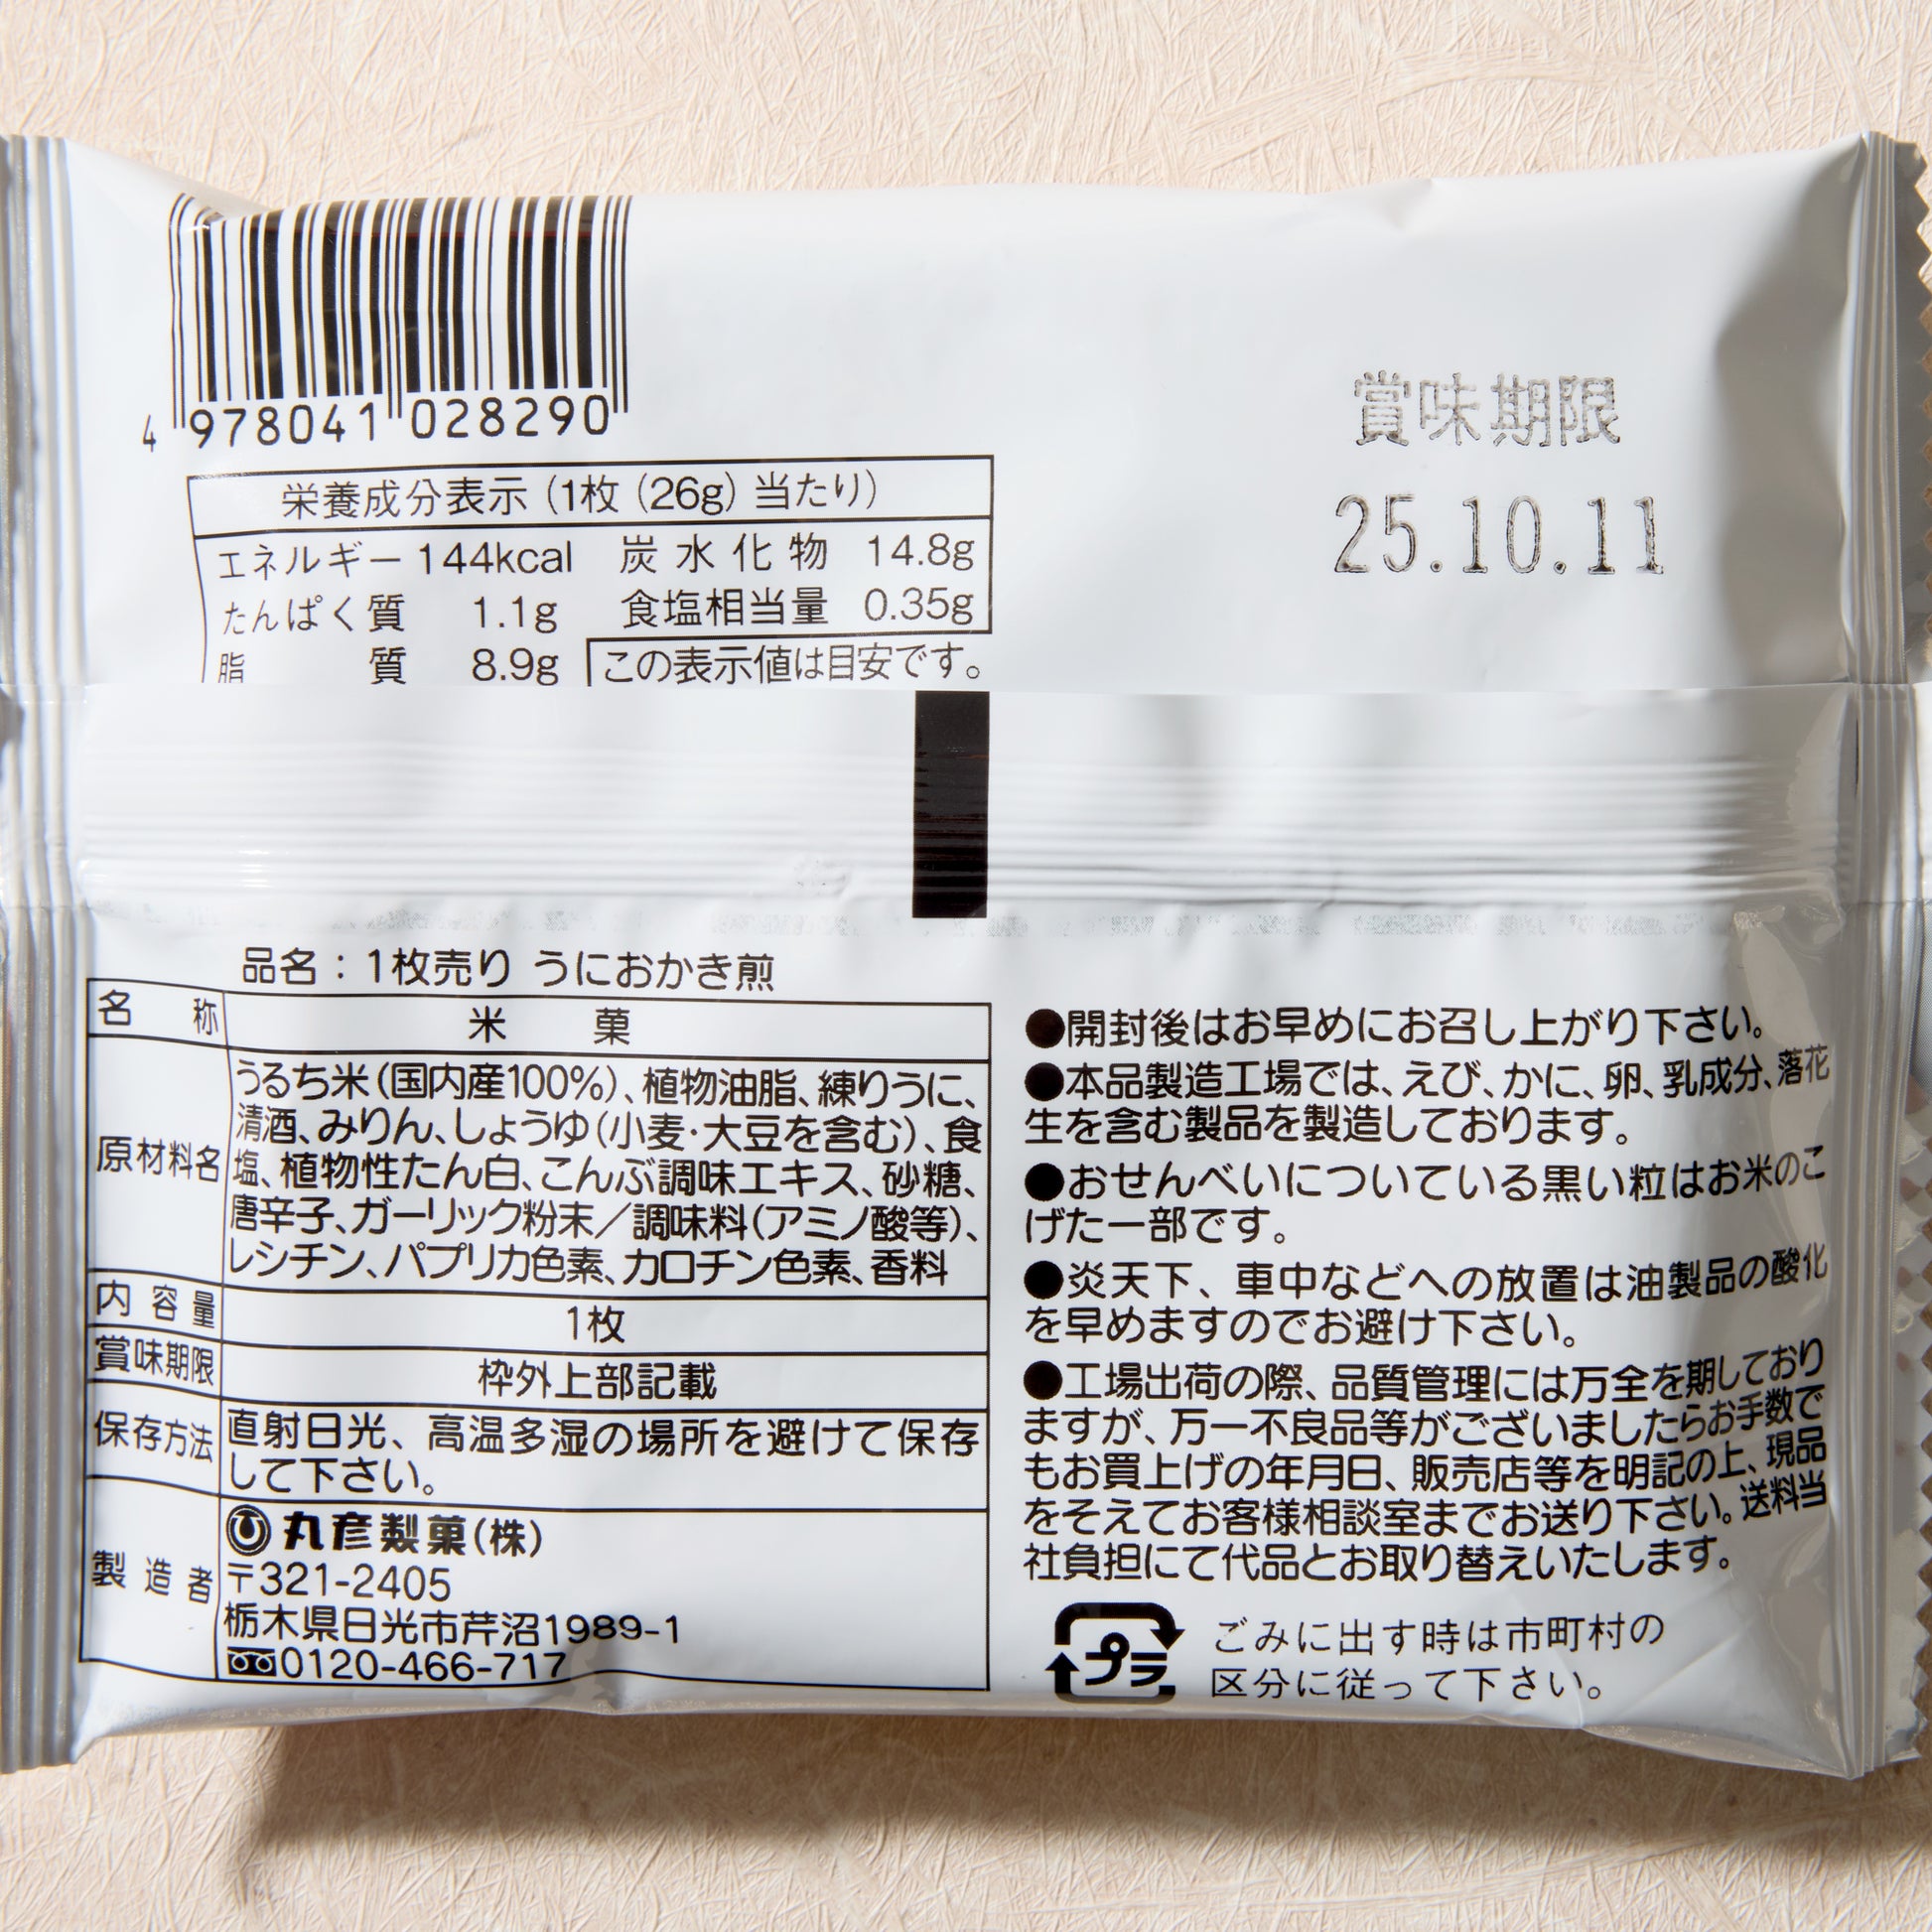 4 978041 028290
賞味期限
25.10.11
栄養成分表示(1枚(26g)当たり)
エネルギー 144kcal 炭水化物 14.8g
たんぱく質 1.1g 食塩相当量 0.35g
脂質 8.9g この表示値は目安です。
品名:1枚売り うにおかき煎
名称 米菓
原材料名 うるち米(国内産100%)、植物油脂、練りうに、
清酒、みりん、しょうゆ(小麦・大豆を含む)、食
塩、植物性たん白、こんぶ調味エキス、砂糖、
唐辛子、ガーリック粉末/調味料(アミノ酸等)、
レシチン、パプリカ色素、カロチン色素、香料
内容量 1枚
賞味期限 枠外上部記載
保存方法 直射日光、高温多湿の場所を避けて保存
して下さい。
製造者 丸彦製菓(株)
〒321-2405
栃木県日光市芹沼1989-1
0120-466-717
●開封後はお早めにお召し上がり下さい。
●本品製造工場では、えび、かに、卵、乳成分、落花
生を含む製品を製造しております。
●おせんべいについている黒い粒はお米のこ
げた一部です。
●炎天下、車中などへの放置は油製品の酸化
を早めますのでお避け下さい。
●工場出荷の際、品質管理には万全を期しており
ますが、万一不良品等がございましたらお手数で
もお買上げの年月日、販売店等を明記の上、現品
をそえてお客様相談室までお送り下さい。送料当
社負担にて代品とお取り替えいたします。
プラ
ごみに出す時は市町村の
区分に従って下さい。